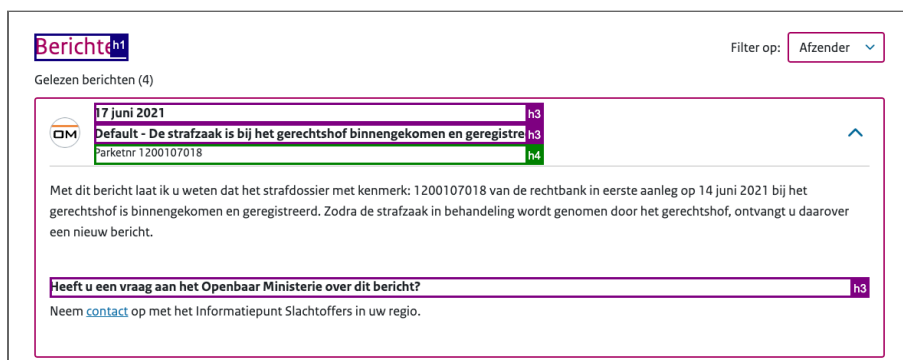 Berichte h1
Filter op: Afzender
Gelezen berichten (4)
17 juni 2021 h3
OM
Default - De strafzaak is bij het gerechtshof binnengekomen en geregistre h3
Parketnr 1200107018 h4
Met dit bericht laat ik u weten dat het strafdossier met kenmerk: 1200107018 van de rechtbank in eerste aanleg op 14 juni 2021 bij het
gerechtshof is binnengekomen en geregistreerd. Zodra de strafzaak in behandeling wordt genomen door het gerechtshof, ontvangt u daarover
een nieuw bericht.
Heeft u een vraag aan het Openbaar Ministerie over dit bericht? h3
Neem contact op met het Informatiepunt Slachtoffers in uw regio.